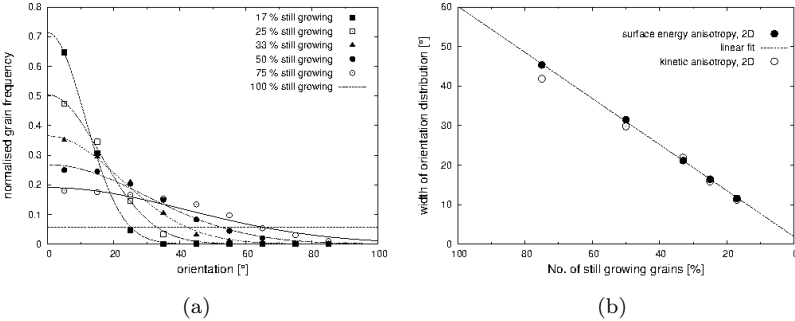 0.8
0.7
0.6
0.5
0.4
0.3
0.2
0.1
0
0
20
40
60
80
100
normalised grain frequency
orientation [°]
17 % still growing
25 % still growing
33 % still growing
50 % still growing
75 % still growing
100 % still growing
(a)
60
50
40
30
20
10
0
100
80
60
40
20
0
width of orientation distribution [°]
No. of still growing grains [%]
surface energy anisotropy, 2D
linear fit
kinetic anisotropy, 2D
(b)